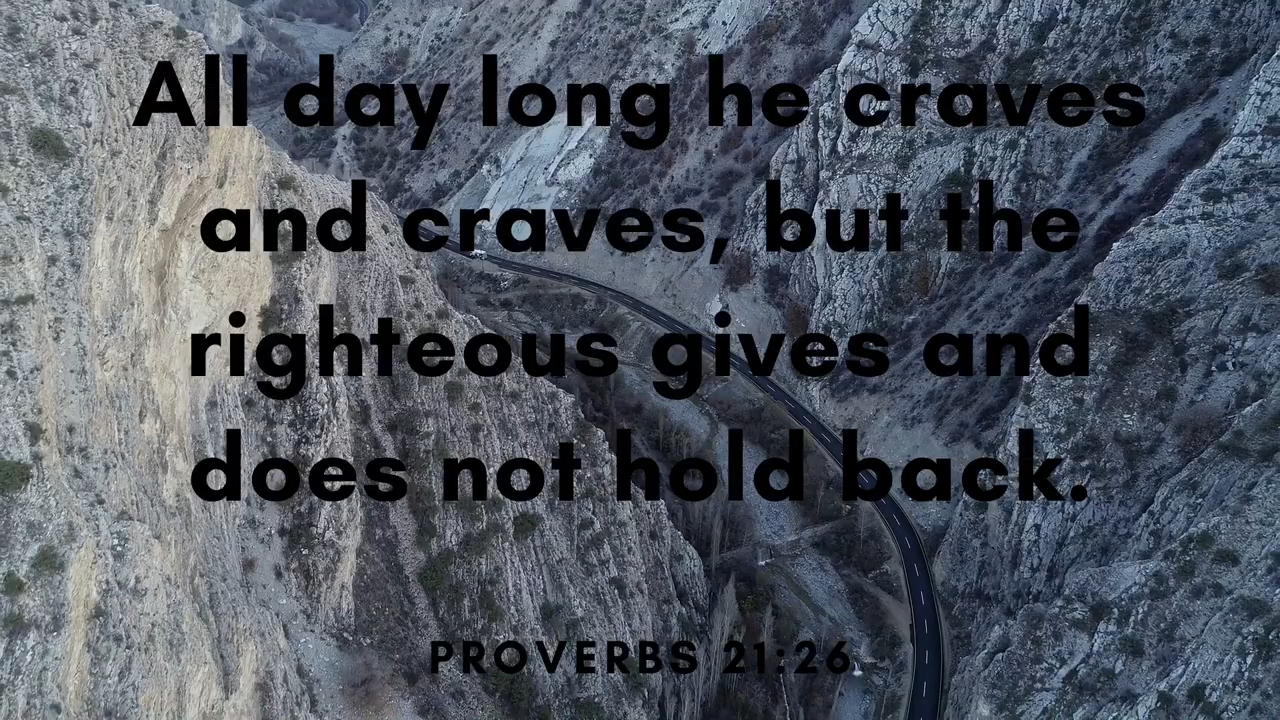 All day long he craves
and craves, but the
righteous gives and
does not hold back.
PROVERBS 21:26